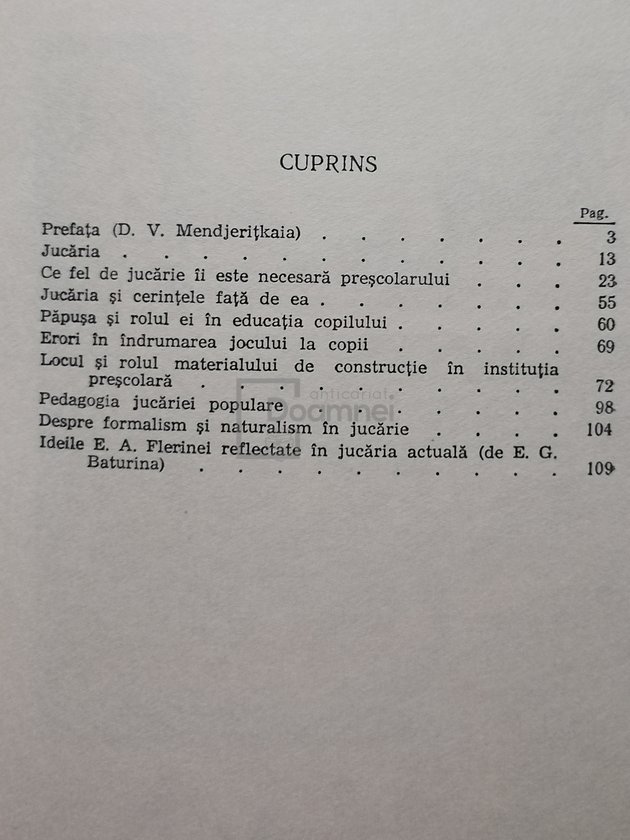 CUPRINS
Pag.
Prefața (D. V. Mendjerițkaia) . . . . . . . 3
Jucăria . . . . . . . . . . . 13
Ce fel de jucărie îi este necesară preșcolarului . . . 23
Jucăria și cerințele față de ea . . . . . . . 55
Păpușa și rolul ei în educația copilului . . . . . 60
Erori în îndrumarea jocului la copii . . . . . 69
Locul și rolul materialului de construcție în instituția
preșcolară . . . . . . . . . . 72
anticariat
Pedagogia jucăriei populare . . . . . . 98
Doamnei
Despre formalism și naturalism în jucărie . . . . 104
Ideile E. A. Flerinei reflectate în jucăria actuală (de E. G.
Baturina) . . . . . . . . . . 109